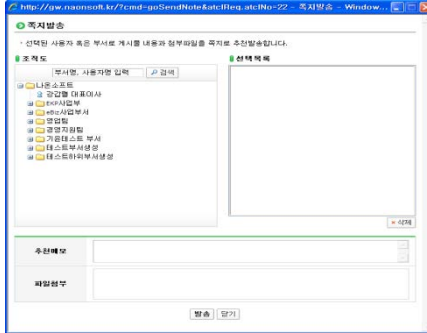 http://gw.naonsoft.kr/?cmd=goSendNote&atclReq.atclNo=22 - 쪽지발송 - Window...
쪽지발송
선택된 사용자 혹은 부서로 게시물 내용과 첨부파일을 쪽지로 추천발송합니다.
조직도
부서명, 사용자명 입력 검색
나온소프트
강갑렬 대표이사
EKP사업부
eBiz사업부서
영업팀
경영지원팀
기은테스트 부서
테스트부서생성
테스트하위부서생성
선택목록
× 삭제
추천메모
파일첨부
발송 닫기